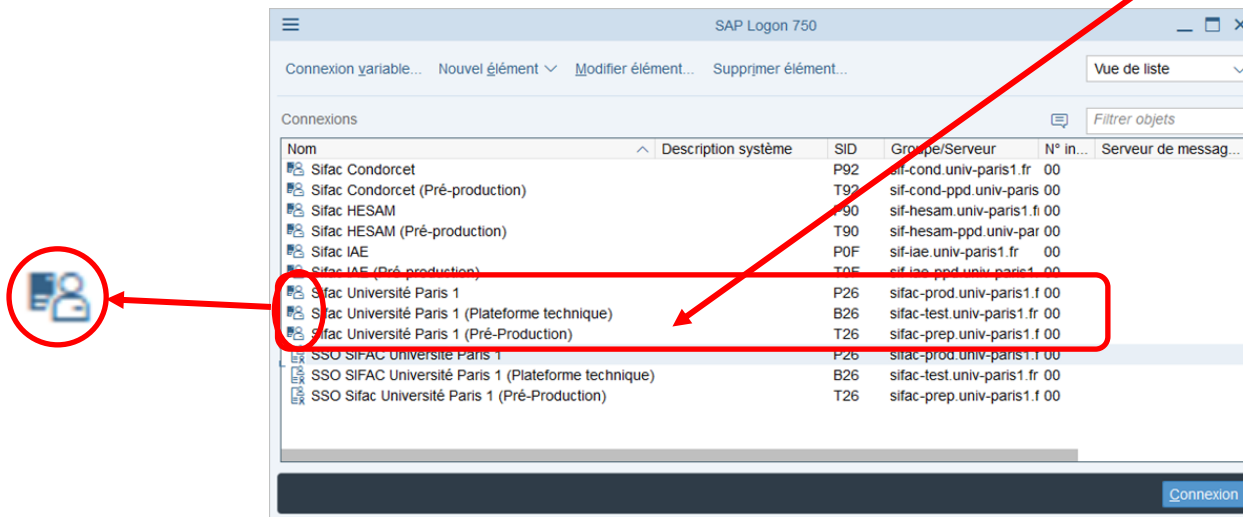 SAP Logon 750
Connexion variable... Nouvel élément Modifier élément... Supprimer élément... Vue de liste
Connexions Filtrer objets
Nom Description système SID Groupe/Serveur N° in... Serveur de messag...
Sifac Condorcet P92 sif-cond.univ-paris1.fr 00
Sifac Condorcet (Pré-production) T92 sif-cond-ppd.univ-paris 00
Sifac HESAM P90 sif-hesam.univ-paris1.f 00
Sifac HESAM (Pré-production) T90 sif-hesam-ppd.univ-par 00
Sifac IAE P0F sif-iae.univ-paris1.fr 00
Sifac IAE (Pré-production) T0F sif-iae-ppd.univ-paris1. 00
Sifac Université Paris 1 P26 sifac-prod.univ-paris1.f 00
Sifac Université Paris 1 (Plateforme technique) B26 sifac-test.univ-paris1.fr 00
Sifac Université Paris 1 (Pré-Production) T26 sifac-prep.univ-paris1.f 00
SSO SIFAC Université Paris 1 P26 sifac-prod.univ-paris1.f 00
SSO SIFAC Université Paris 1 (Plateforme technique) B26 sifac-test.univ-paris1.fr 00
SSO Sifac Université Paris 1 (Pré-Production) T26 sifac-prep.univ-paris1.f 00
Connexion